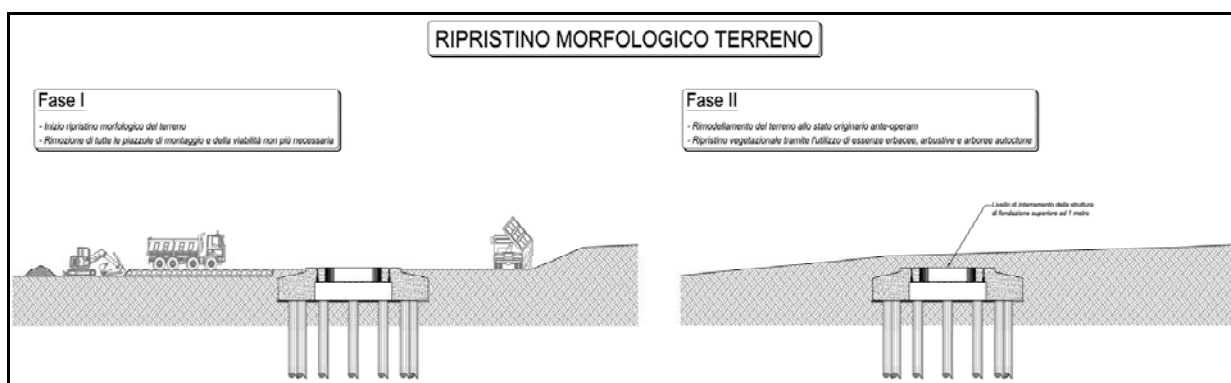 RIPRISTINO MORFOLOGICO TERRENO
Fase I
- Inizio ripristino morfologico del terreno
- Rimozione di tutte le piazzole di montaggio e della viabilità non più necessaria
Fase II
- Rimodellamento del terreno allo stato originario ante-operam
- Ripristino vegetazionale tramite l'utilizzo di essenze erbacee, arbustive e arboree autoctone
Livello di interramento della struttura
di fondazione superiore ad 1 metro